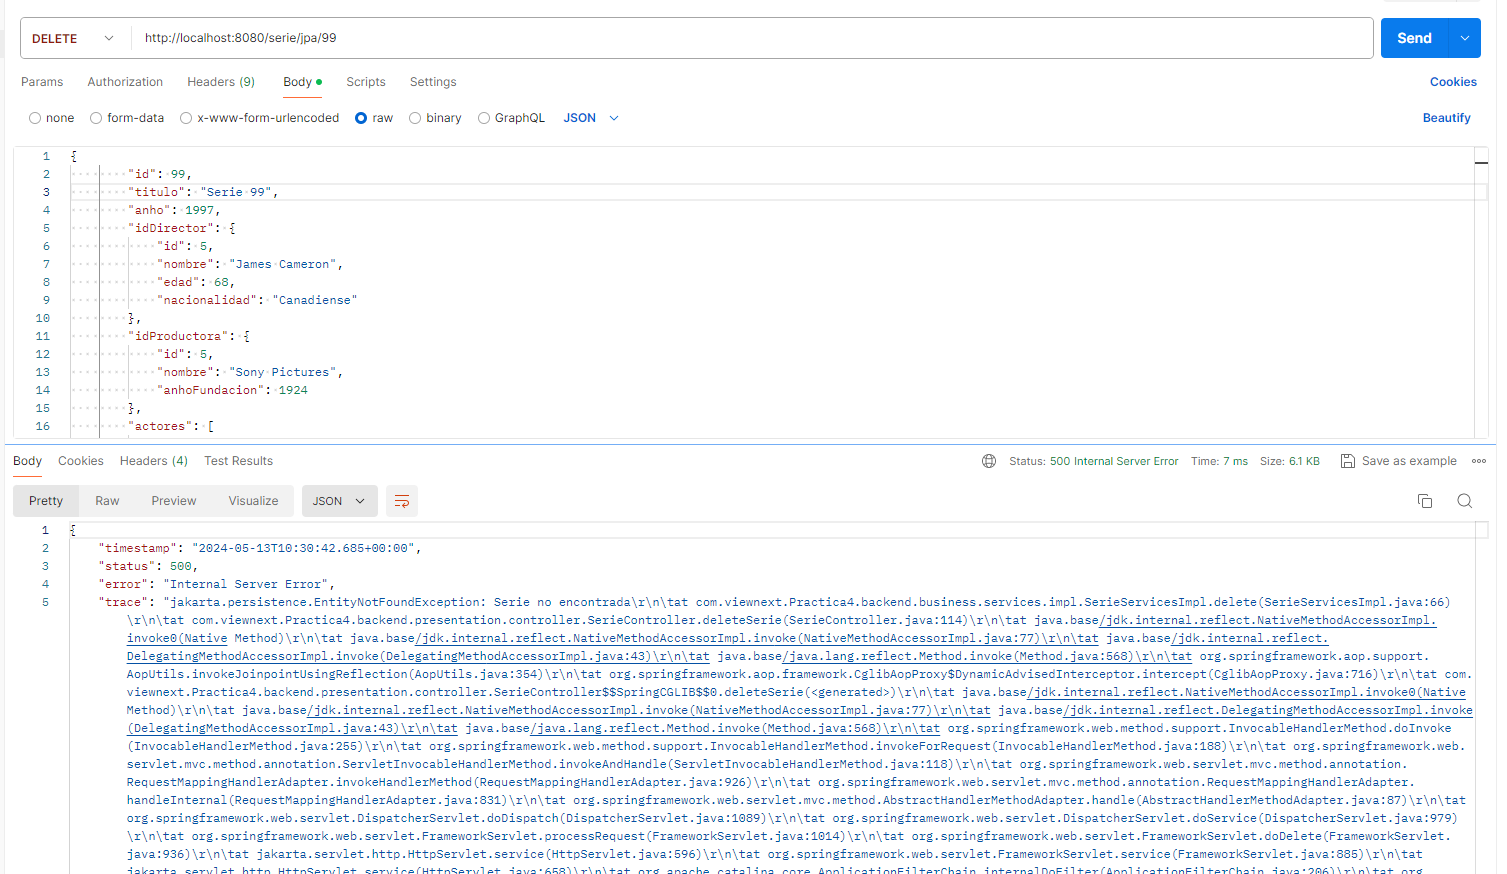 DELETE http://localhost:8080/serie/jpa/99 Send
Params Authorization Headers (9) Body Scripts Settings Cookies
none form-data x-www-form-urlencoded raw binary GraphQL JSON Beautify
1 {
2 "id": 99,
3 "titulo": "Serie 99",
4 "anho": 1997,
5 "idDirector": {
6 "id": 5,
7 "nombre": "James Cameron",
8 "edad": 68,
9 "nacionalidad": "Canadiense"
10 },
11 "idProductora": {
12 "id": 5,
13 "nombre": "Sony Pictures",
14 "anhoFundacion": 1924
15 },
16 "actores": [
Body Cookies Headers (4) Test Results Status: 500 Internal Server Error Time: 7 ms Size: 6.1 KB Save as example
Pretty Raw Preview Visualize JSON
1 {
2 "timestamp": "2024-05-13T10:30:42.685+00:00",
3 "status": 500,
4 "error": "Internal Server Error",
5 "trace": "jakarta.persistence.EntityNotFoundException: Serie no encontrada\r\n\tat com.viewnext.Practica4.backend.business.services.impl.SerieServicesImpl.delete(SerieServicesImpl.java:66)
\r\n\tat com.viewnext.Practica4.backend.presentation.controller.SerieController.deleteSerie(SerieController.java:114)\r\n\tat java.base/jdk.internal.reflect.NativeMethodAccessorImpl.
invoke0(Native Method)\r\n\tat java.base/jdk.internal.reflect.NativeMethodAccessorImpl.invoke(NativeMethodAccessorImpl.java:77)\r\n\tat java.base/jdk.internal.reflect.
DelegatingMethodAccessorImpl.invoke(DelegatingMethodAccessorImpl.java:43)\r\n\tat java.base/java.lang.reflect.Method.invoke(Method.java:568)\r\n\tat org.springframework.aop.support.
AopUtils.invokeJoinpointUsingReflection(AopUtils.java:354)\r\n\tat org.springframework.aop.framework.CglibAopProxy$DynamicAdvisedInterceptor.intercept(CglibAopProxy.java:716)\r\n\tat com.
viewnext.Practica4.backend.presentation.controller.SerieController$$SpringCGLIB$$0.deleteSerie(<generated>)\r\n\tat java.base/jdk.internal.reflect.NativeMethodAccessorImpl.invoke0(Native
Method)\r\n\tat java.base/jdk.internal.reflect.NativeMethodAccessorImpl.invoke(NativeMethodAccessorImpl.java:77)\r\n\tat java.base/jdk.internal.reflect.DelegatingMethodAccessorImpl.invoke
(DelegatingMethodAccessorImpl.java:43)\r\n\tat java.base/java.lang.reflect.Method.invoke(Method.java:568)\r\n\tat org.springframework.web.method.support.InvocableHandlerMethod.doInvoke
(InvocableHandlerMethod.java:255)\r\n\tat org.springframework.web.method.support.InvocableHandlerMethod.invokeForRequest(InvocableHandlerMethod.java:188)\r\n\tat org.springframework.web.
servlet.mvc.method.annotation.ServletInvocableHandlerMethod.invokeAndHandle(ServletInvocableHandlerMethod.java:118)\r\n\tat org.springframework.web.servlet.mvc.method.annotation.
RequestMappingHandlerAdapter.invokeHandlerMethod(RequestMappingHandlerAdapter.java:926)\r\n\tat org.springframework.web.servlet.mvc.method.annotation.RequestMappingHandlerAdapter.
handleInternal(RequestMappingHandlerAdapter.java:831)\r\n\tat org.springframework.web.servlet.mvc.method.AbstractHandlerMethodAdapter.handle(AbstractHandlerMethodAdapter.java:87)\r\n\tat
org.springframework.web.servlet.DispatcherServlet.doDispatch(DispatcherServlet.java:1089)\r\n\tat org.springframework.web.servlet.DispatcherServlet.doService(DispatcherServlet.java:979)
\r\n\tat org.springframework.web.servlet.FrameworkServlet.processRequest(FrameworkServlet.java:1014)\r\n\tat org.springframework.web.servlet.FrameworkServlet.doDelete(FrameworkServlet.
java:936)\r\n\tat jakarta.servlet.http.HttpServlet.service(HttpServlet.java:596)\r\n\tat org.springframework.web.servlet.FrameworkServlet.service(FrameworkServlet.java:885)\r\n\tat
jakarta.servlet.http.HttpServlet.service(HttpServlet.java:658)\r\n\tat org.apache.catalina.core.ApplicationFilterChain.internalDoFilter(ApplicationFilterChain.java:206)\r\n\tat org.